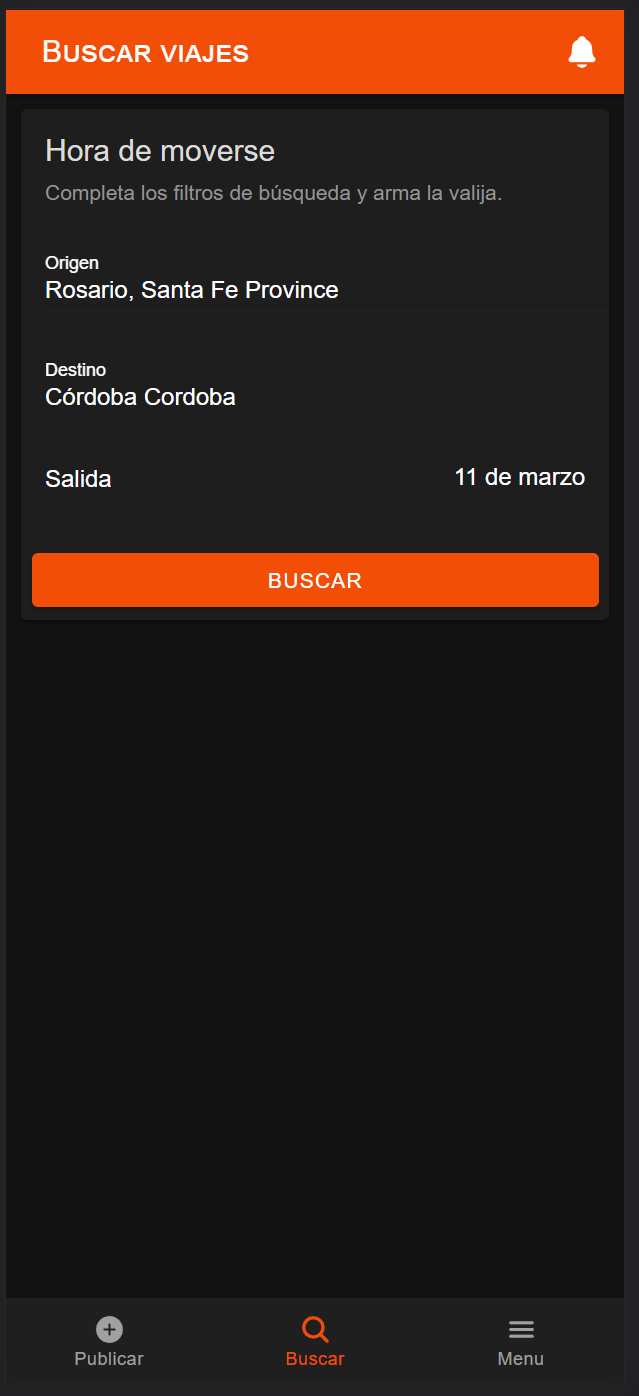 Buscar viajes
Hora de moverse
Completa los filtros de búsqueda y arma la valija.
Origen
Rosario, Santa Fe Province
Destino
Córdoba Cordoba
Salida 11 de marzo
BUSCAR
Publicar Buscar Menu